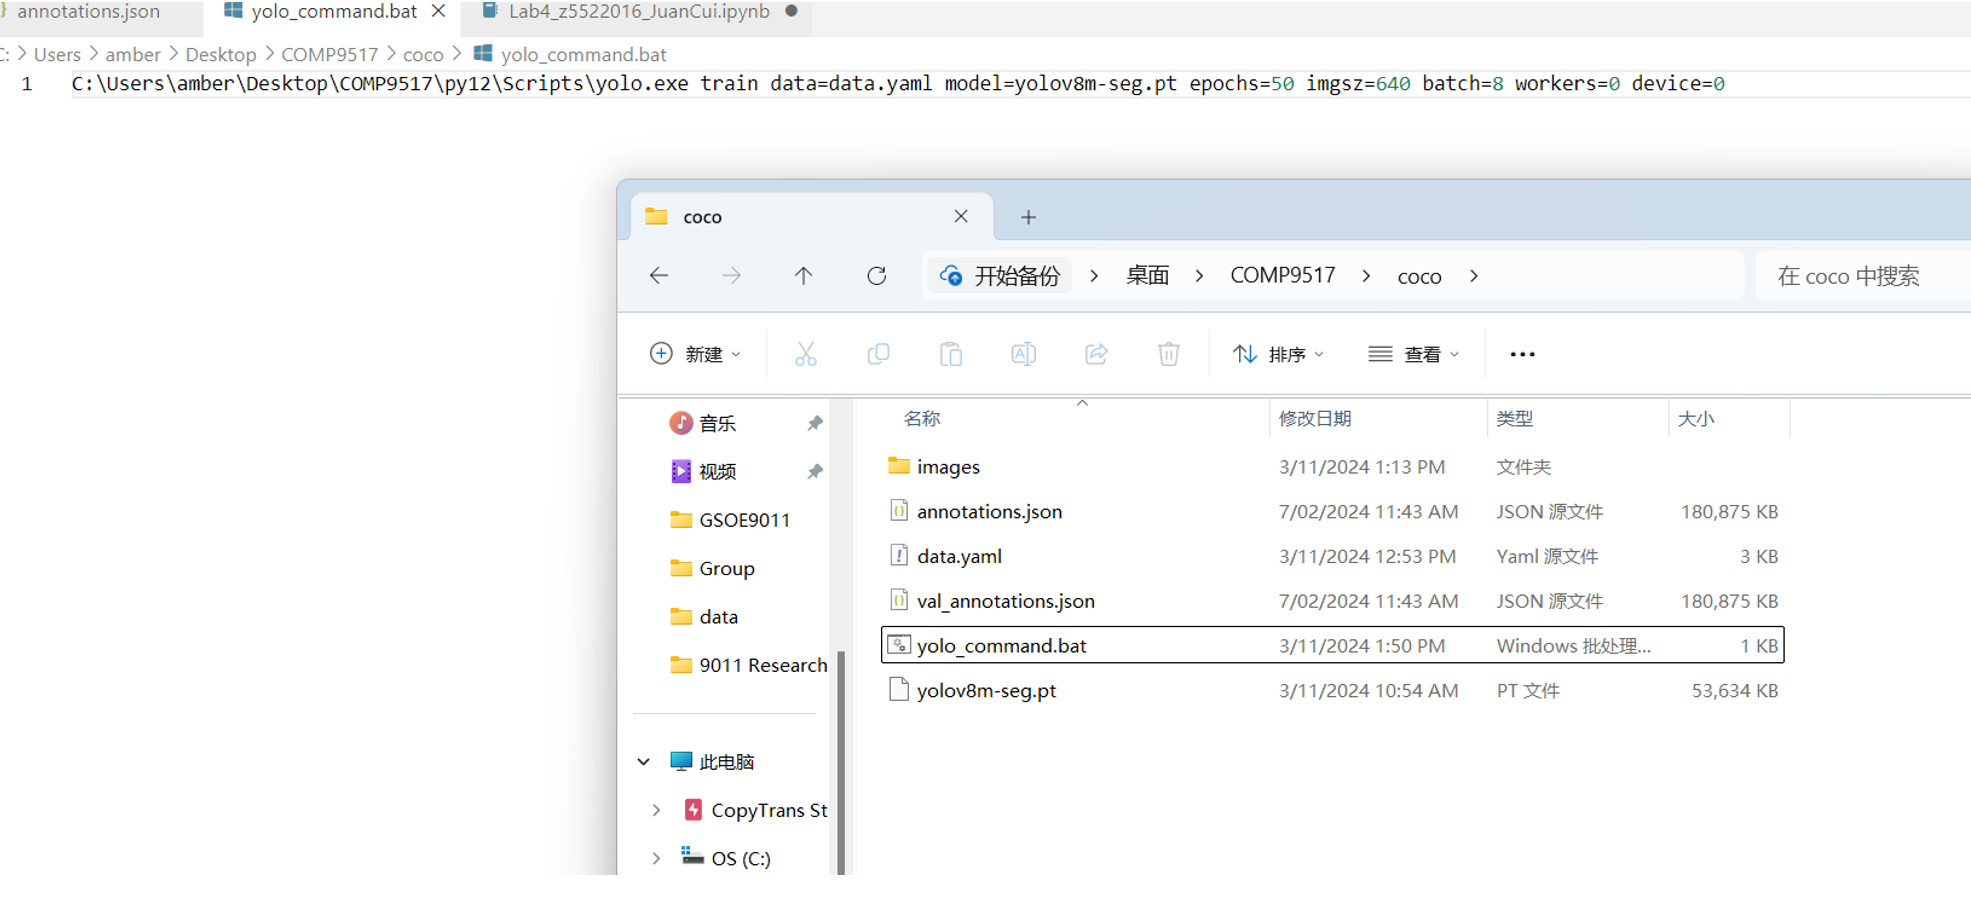 annotations.json
yolo_command.bat
Lab4_z5522016_JuanCui.ipynb
C: > Users > amber > Desktop > COMP9517 > coco > yolo_command.bat
1 C:\Users\amber\Desktop\COMP9517\py12\Scripts\yolo.exe train data=data.yaml model=yolov8m-seg.pt epochs=50 imgsz=640 batch=8 workers=0 device=0
coco
开始备份 > 桌面 > COMP9517 > coco >
在 coco 中搜索
新建
排序
查看
名称 修改日期 类型 大小
音乐
视频
GSOE9011
Group
data
9011 Research
此电脑
CopyTrans St
OS (C:)
images 3/11/2024 1:13 PM 文件夹
annotations.json 7/02/2024 11:43 AM JSON 源文件 180,875 KB
data.yaml 3/11/2024 12:53 PM Yaml 源文件 3 KB
val_annotations.json 7/02/2024 11:43 AM JSON 源文件 180,875 KB
yolo_command.bat 3/11/2024 1:50 PM Windows 批处理... 1 KB
yolov8m-seg.pt 3/11/2024 10:54 AM PT 文件 53,634 KB